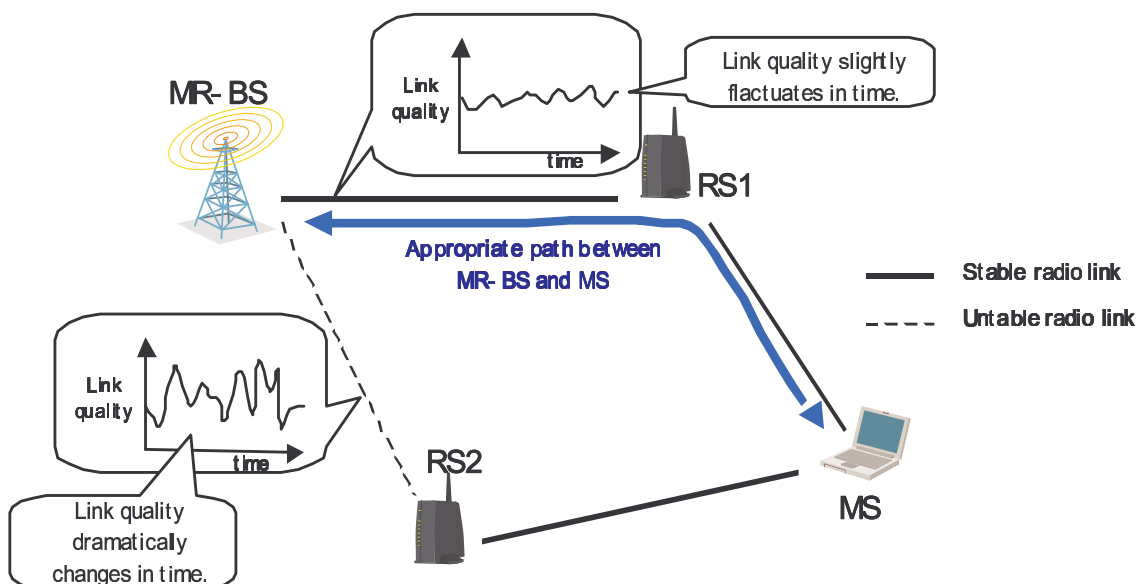 MR- BS
Link
quality
time
Link quality slightly
flactuates in time.
RS1
Appropriate path between
MR- BS and MS
Stable radio link
Untable radio link
Link
quality
time
RS2
MS
Link quality
dramatically
changes in time.